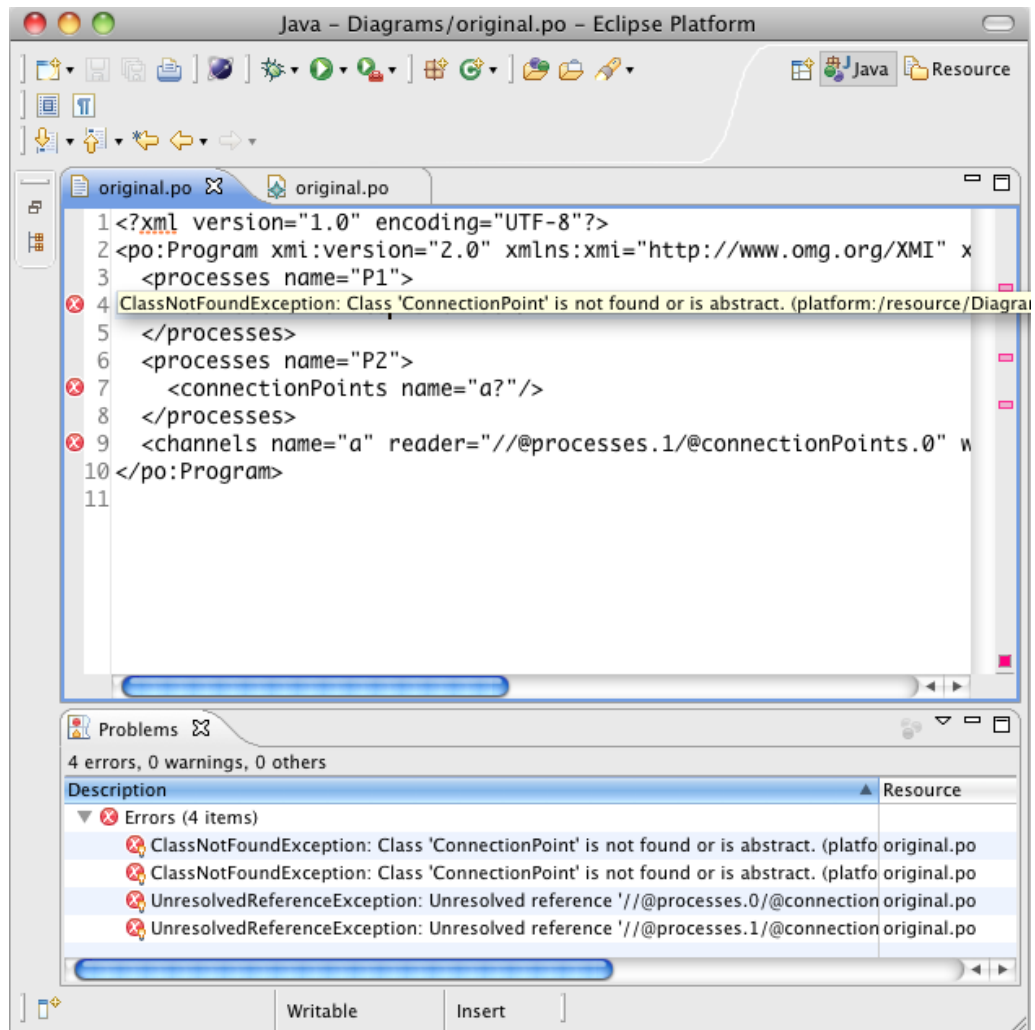 Java – Diagrams/original.po – Eclipse Platform
Java Resource
original.po original.po
1 <?xml version="1.0" encoding="UTF-8"?>
2 <po:Program xmi:version="2.0" xmlns:xmi="http://www.omg.org/XMI" x
3 <processes name="P1">
4 ClassNotFoundException: Class 'ConnectionPoint' is not found or is abstract. (platform:/resource/Diagra
5 </processes>
6 <processes name="P2">
7 <connectionPoints name="a?"/>
8 </processes>
9 <channels name="a" reader="//@processes.1/@connectionPoints.0" w
10 </po:Program>
11
Problems
4 errors, 0 warnings, 0 others
Description Resource
Errors (4 items)
ClassNotFoundException: Class 'ConnectionPoint' is not found or is abstract. (platfo original.po
ClassNotFoundException: Class 'ConnectionPoint' is not found or is abstract. (platfo original.po
UnresolvedReferenceException: Unresolved reference '//@processes.0/@connection original.po
UnresolvedReferenceException: Unresolved reference '//@processes.1/@connection original.po
Writable Insert